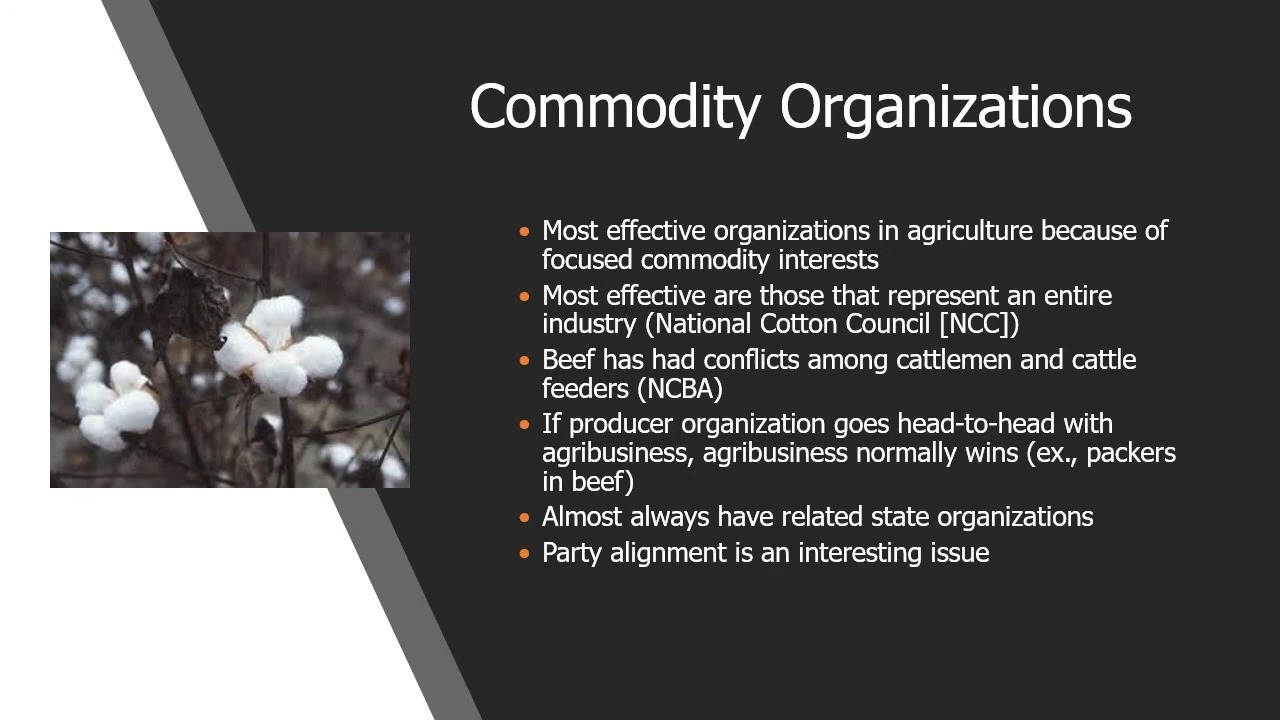 Commodity Organizations
• Most effective organizations in agriculture because of
focused commodity interests
• Most effective are those that represent an entire
industry (National Cotton Council [NCC])
• Beef has had conflicts among cattlemen and cattle
feeders (NCBA)
• If producer organization goes head-to-head with
agribusiness, agribusiness normally wins (ex., packers
in beef)
• Almost always have related state organizations
• Party alignment is an interesting issue